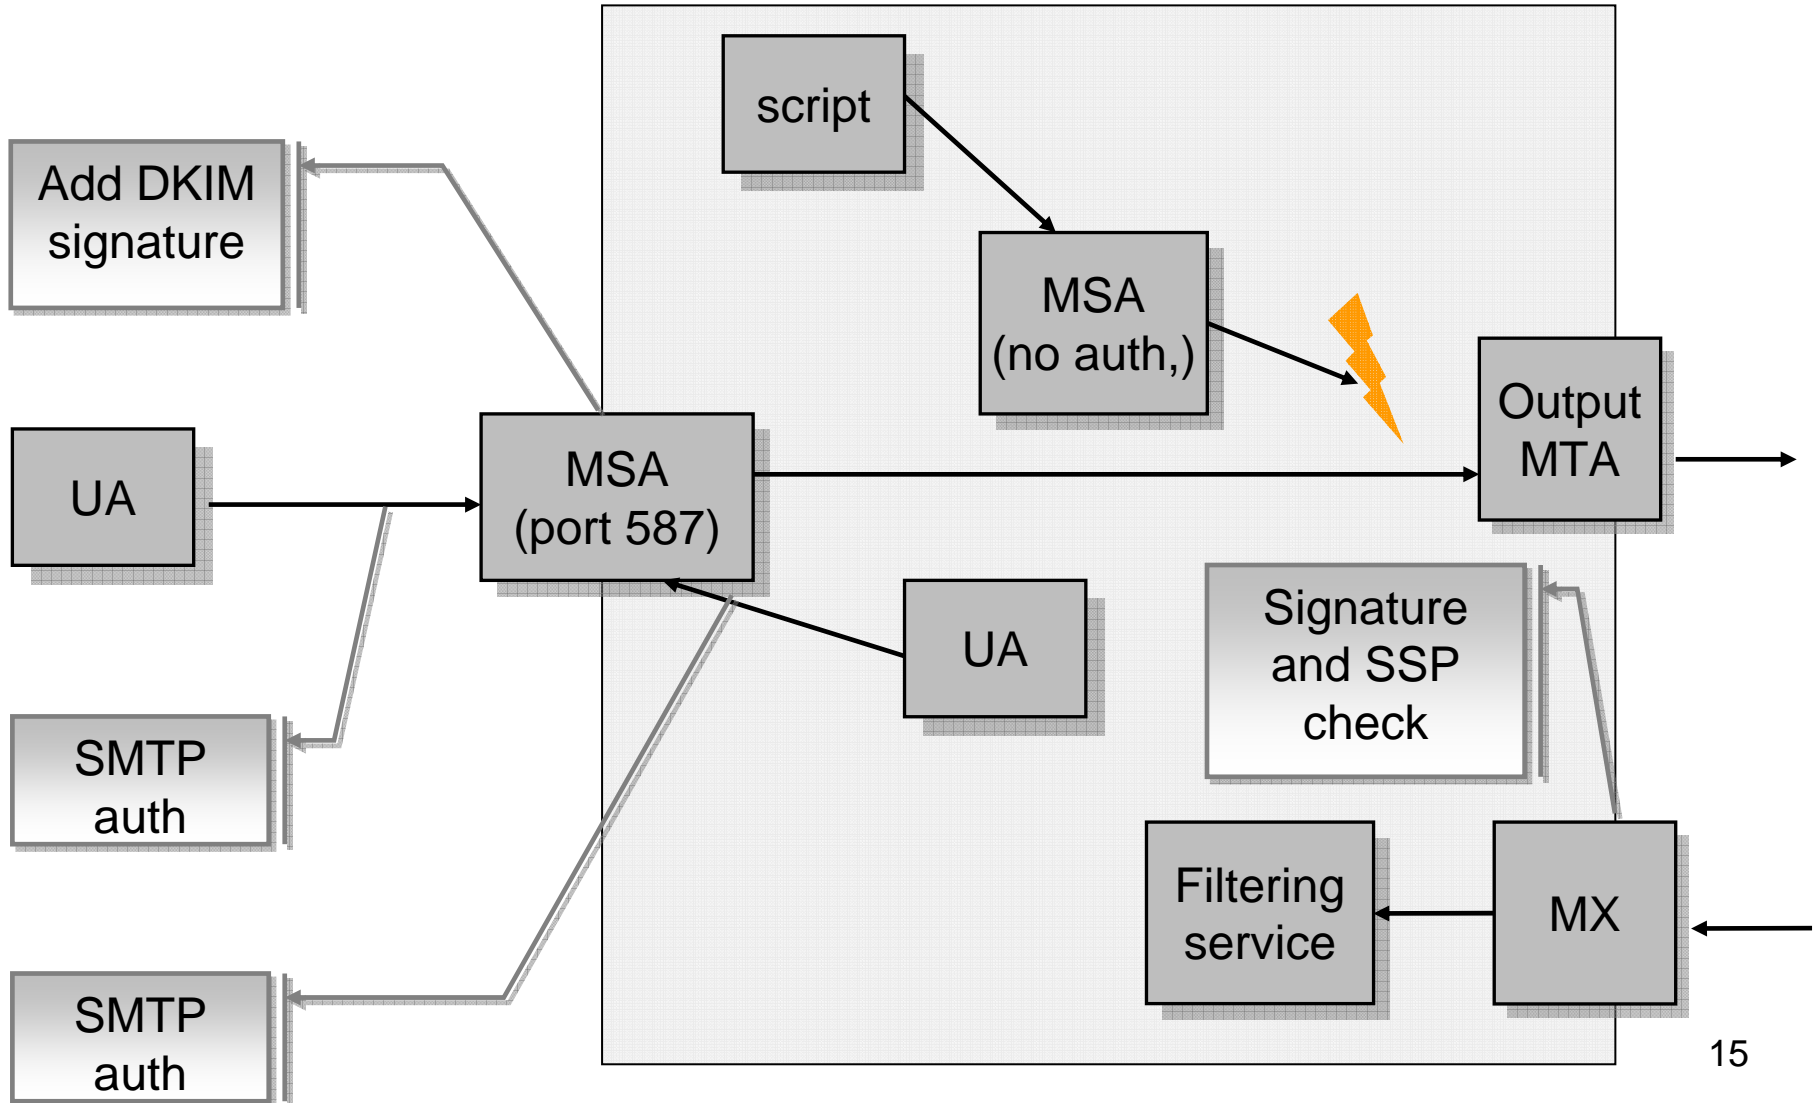 script
Add DKIM
signature
MSA
(no auth,)
Output
MTA
UA
MSA
(port 587)
UA
Signature
and SSP
check
SMTP
auth
Filtering
service
MX
SMTP
auth
15